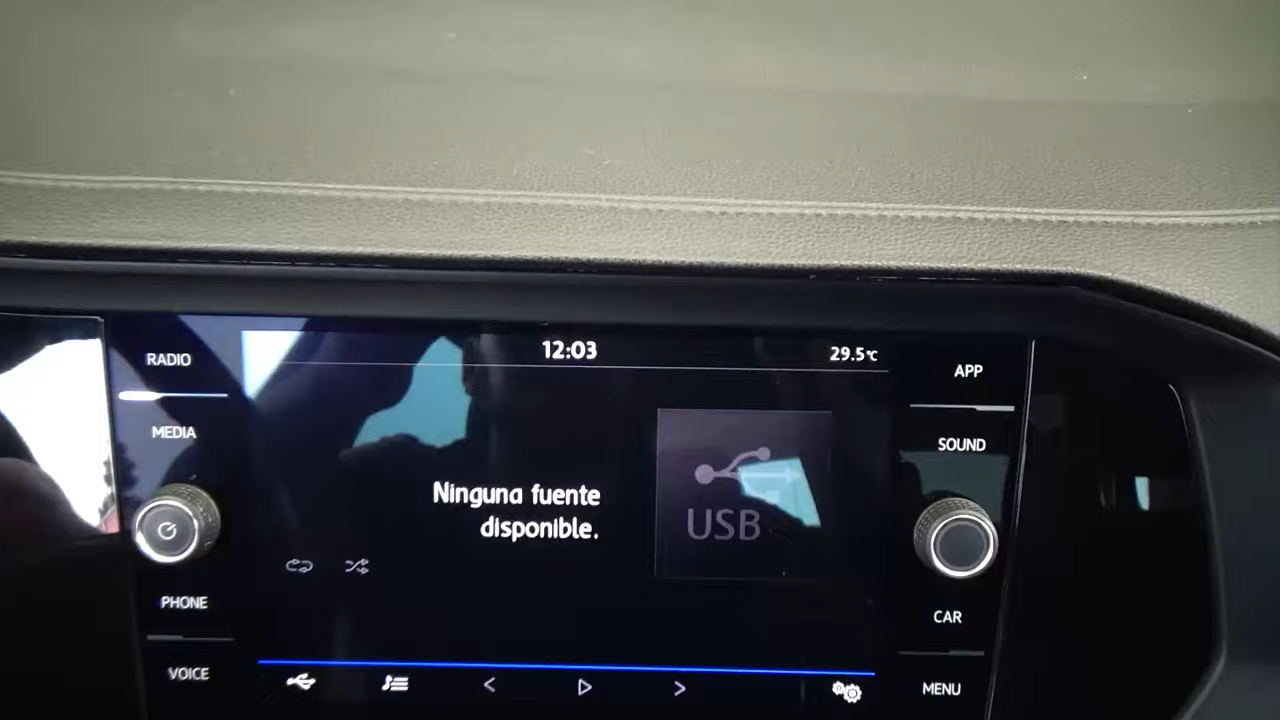 12:03
29.5°C
RADIO
MEDIA
PHONE
VOICE
Ninguna fuente
disponible.
USB
APP
SOUND
CAR
MENU